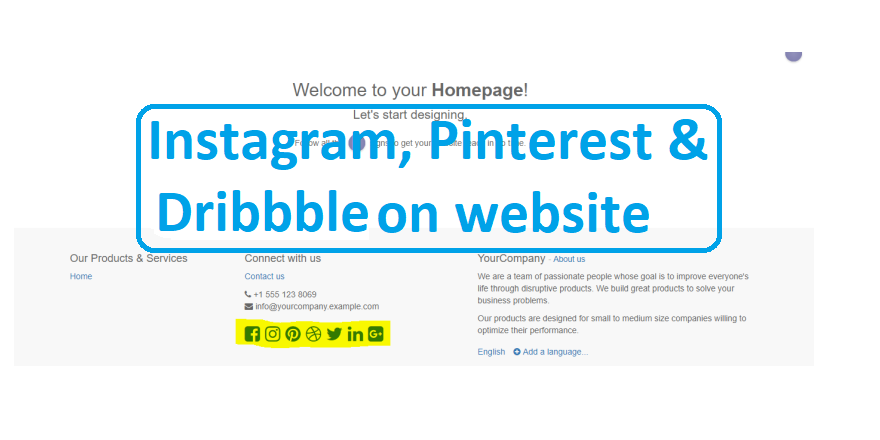 Welcome to your Homepage!
Let's start designing.
Instagram, Pinterest &
Follow all the signs to get your website ready in no time.
Dribbble on website
Our Products & Services
Home
Connect with us
Contact us
+1 555 123 8069
info@yourcompany.example.com
YourCompany - About us
We are a team of passionate people whose goal is to improve everyone's
life through disruptive products. We build great products to solve your
business problems.
Our products are designed for small to medium size companies willing to
optimize their performance.
English Add a language...